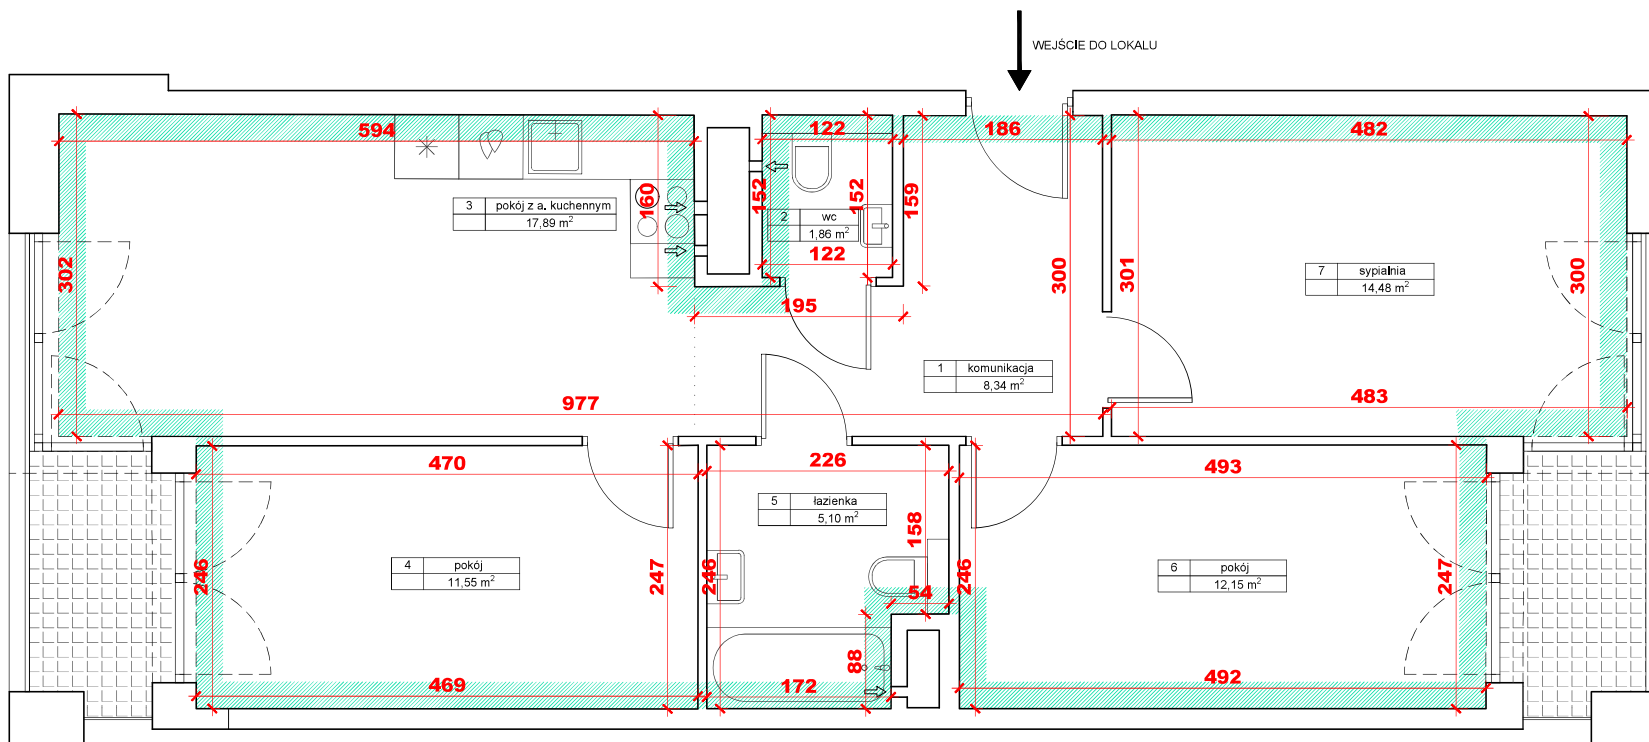 WEJŚCIE DO LOKALU
594
122
186
482
160
152
152
159
3 pokój z a. kuchennym
17,89 m²
2 wc
1,86 m²
122
302
300
301
7 sypialnia
14,48 m²
300
195
1 komunikacja
8,34 m²
977
483
470
226
493
5 łazienka
5,10 m²
158
4 pokój
11,55 m²
6 pokój
12,15 m²
246
247
246
246
247
54
88
469
172
492